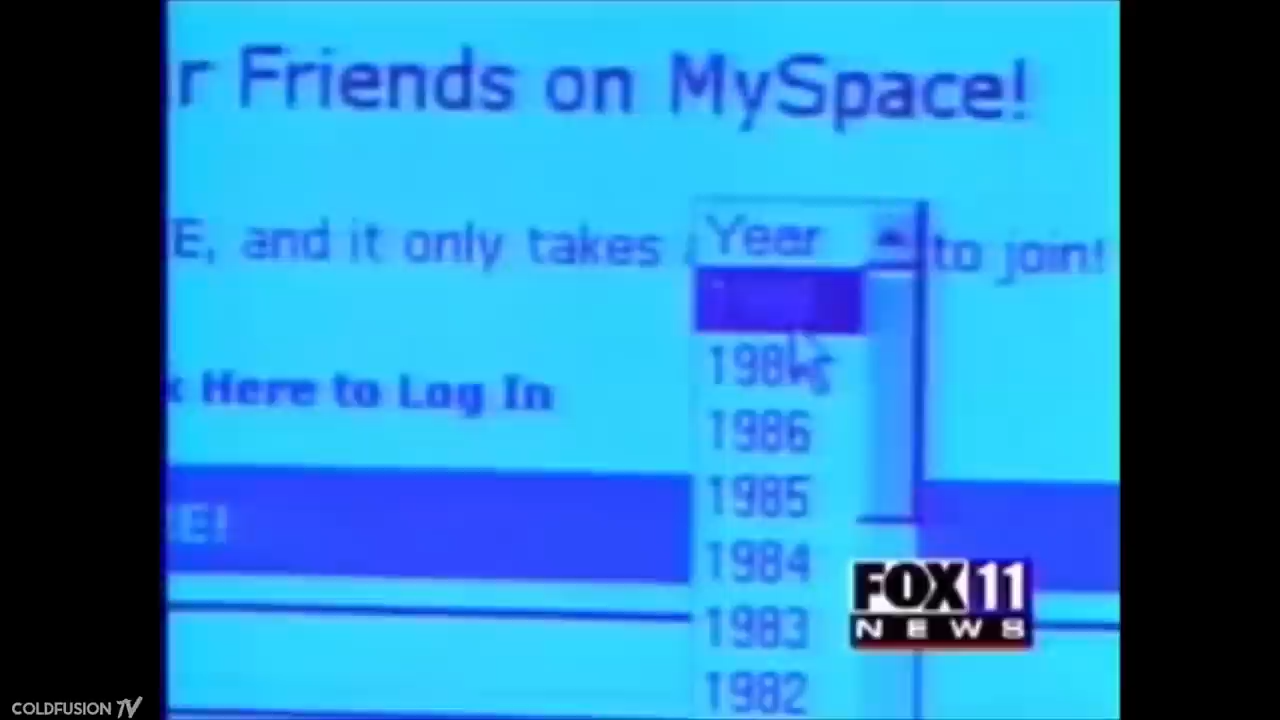 r Friends on MySpace!
E, and it only takes
to join!
Year
1986
1985
1984
1983
1982
Here to Log In
E!
FOX 11
NEWS
COLDFUSION TV